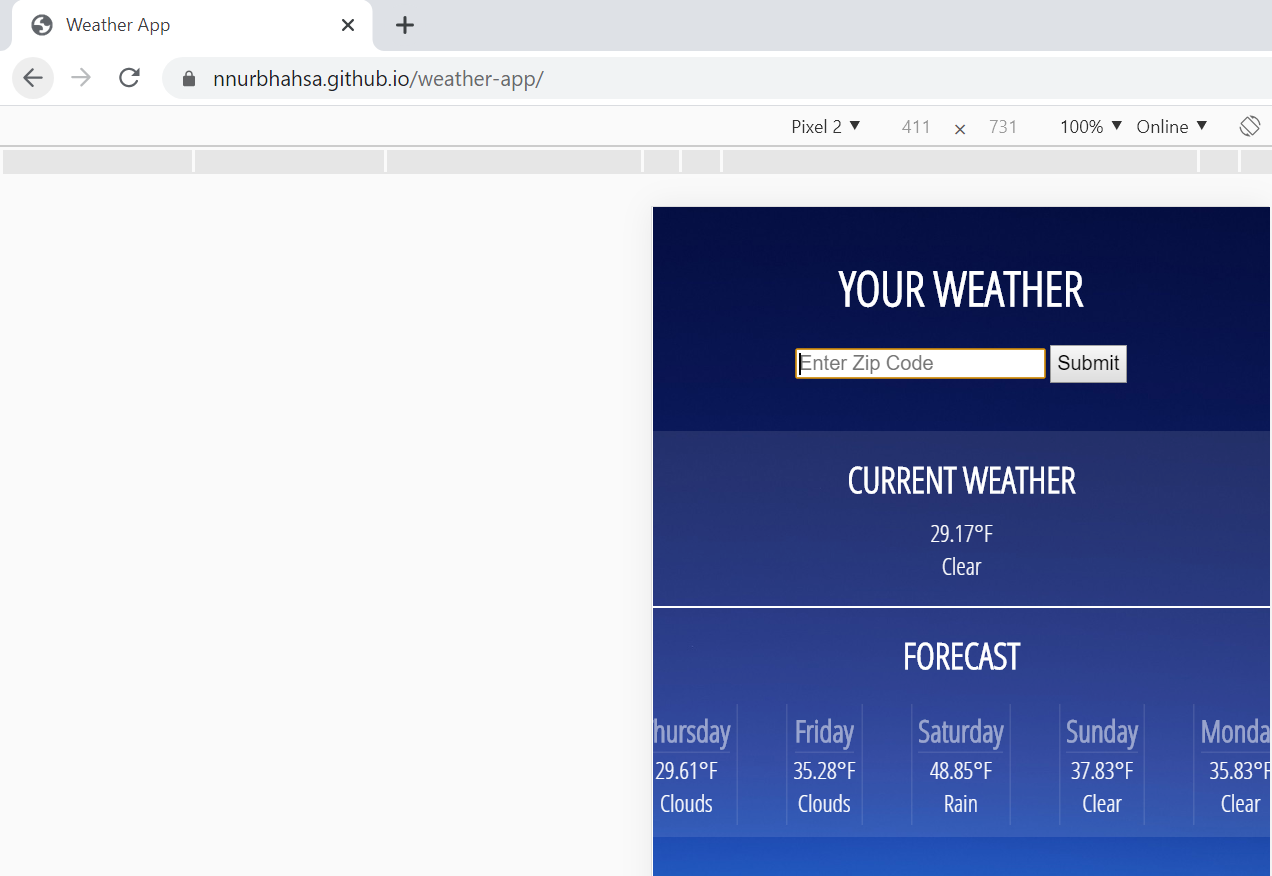 Weather App
nnurbhahsa.github.io/weather-app/
Pixel 2 411 x 731 100% Online
YOUR WEATHER
Enter Zip Code Submit
CURRENT WEATHER
29.17°F
Clear
FORECAST
hursday Friday Saturday Sunday Monda
29.61°F 35.28°F 48.85°F 37.83°F 35.83°F
Clouds Clouds Rain Clear Clear